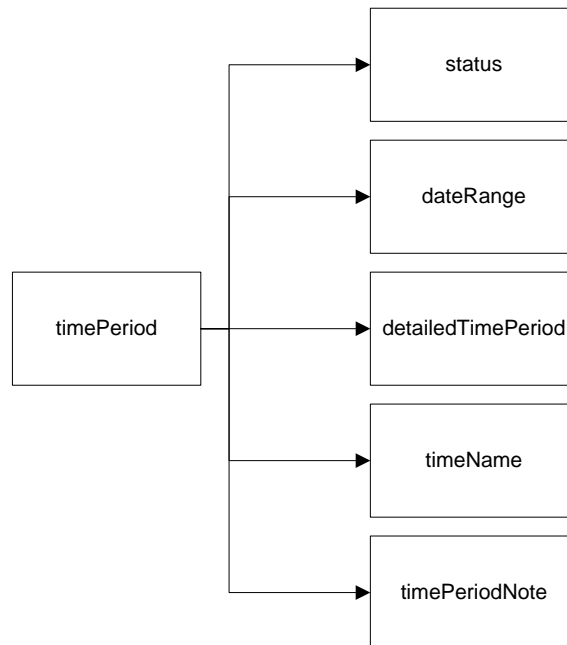 status
dateRange
timePeriod
detailedTimePeriod
timeName
timePeriodNote